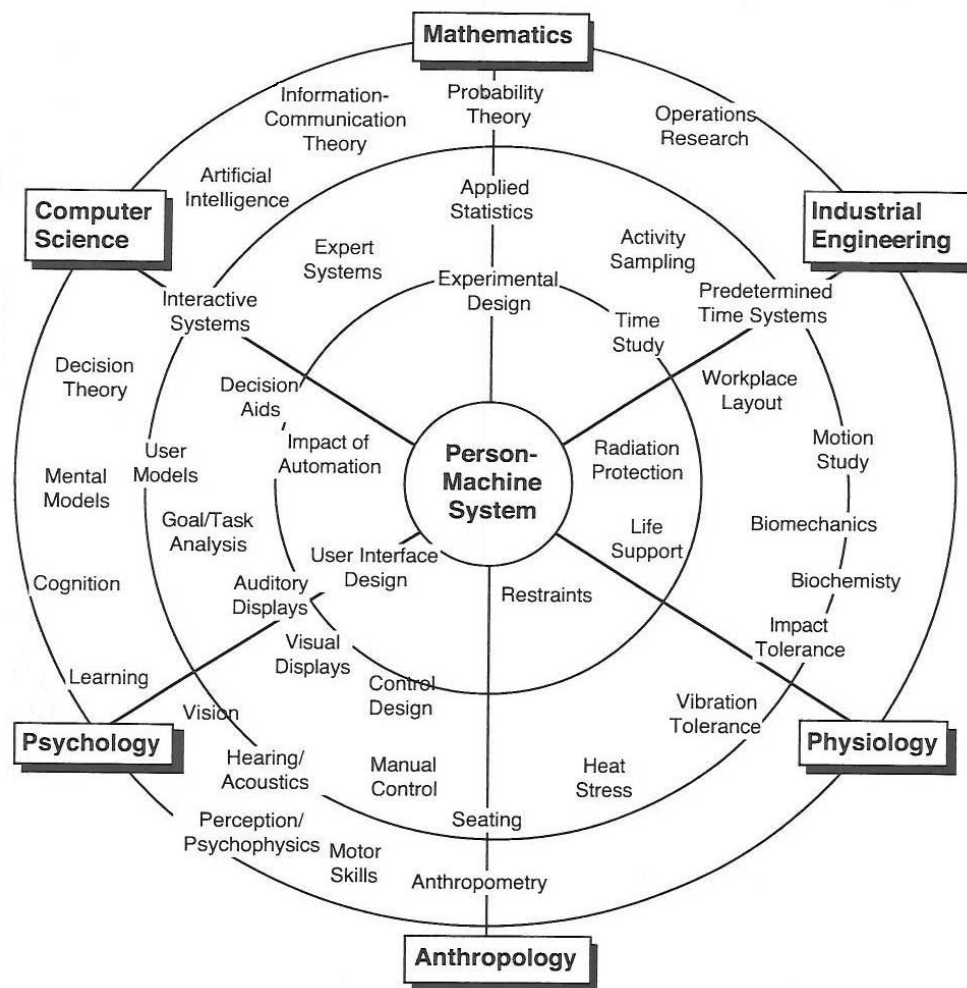 Mathematics
Information-
Communication
Theory
Probability
Theory
Operations
Research
Artificial
Intelligence
Applied
Statistics
Computer
Science
Industrial
Engineering
Expert
Systems
Activity
Sampling
Experimental
Design
Interactive
Systems
Predetermined
Time Systems
Time
Study
Decision
Theory
Decision
Aids
Workplace
Layout
Impact of
Automation
Person-
Machine
System
Radiation
Protection
Motion
Study
User
Models
Mental
Models
Goal/Task
Analysis
Life
Support
Biomechanics
User Interface
Design
Cognition
Auditory
Displays
Restraints
Biochemisty
Visual
Displays
Impact
Tolerance
Learning
Control
Design
Vibration
Tolerance
Vision
Psychology
Physiology
Hearing/
Acoustics
Manual
Control
Heat
Stress
Seating
Perception/
Psychophysics
Motor
Skills
Anthropometry
Anthropology